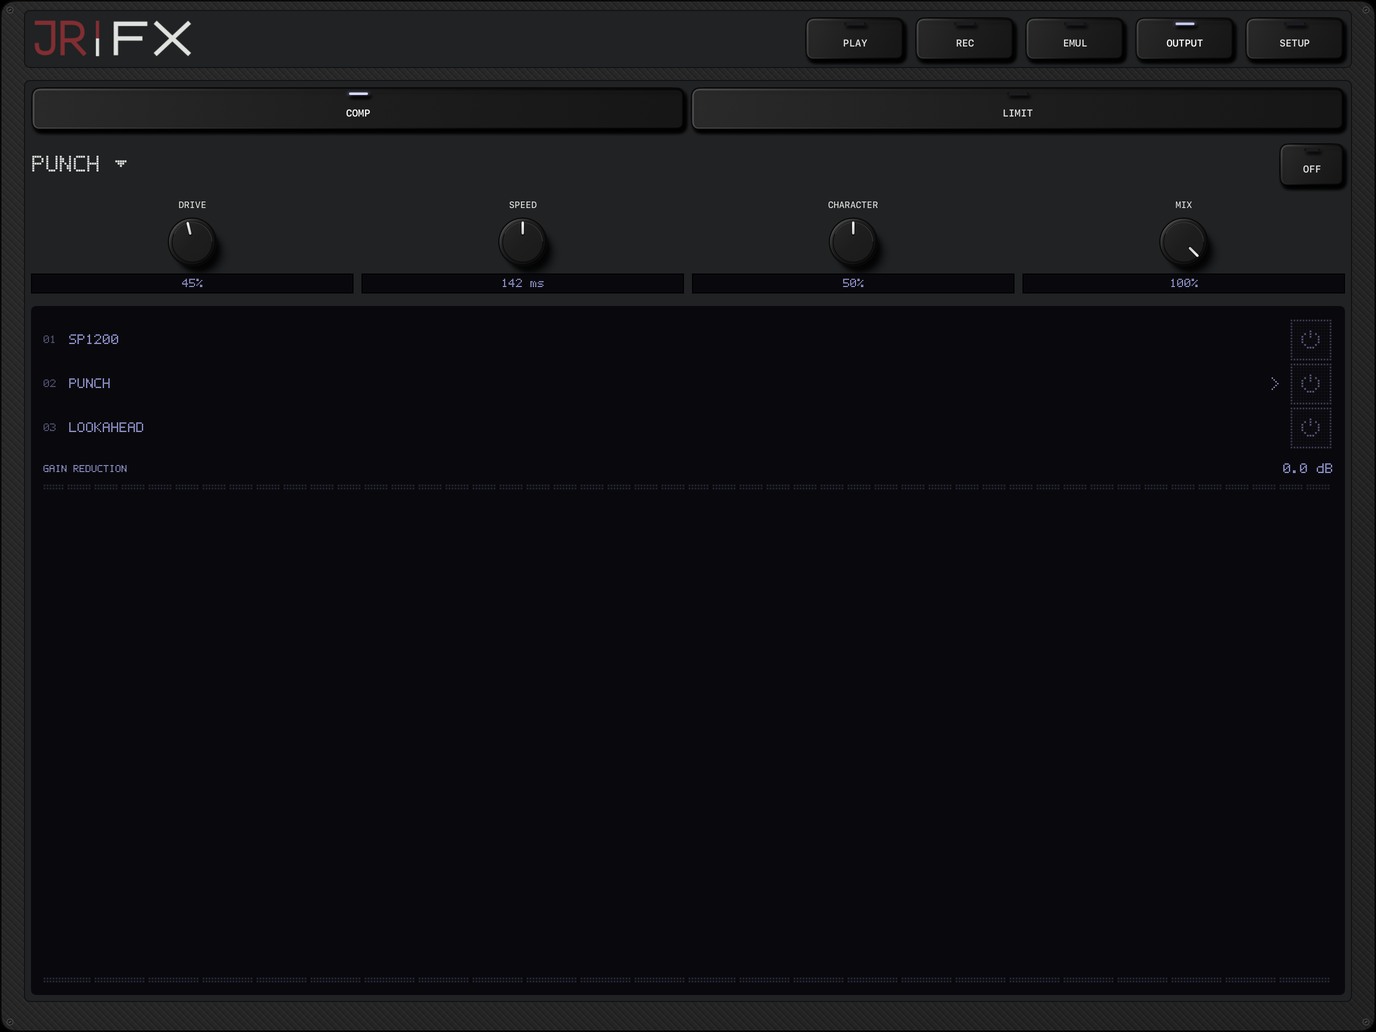 JR|FX
PLAY REC EMUL OUTPUT SETUP
COMP LIMIT
PUNCH
OFF
DRIVE SPEED CHARACTER MIX
45% 142 ms 50% 100%
01 SP1200
02 PUNCH >
03 LOOKAHEAD
GAIN REDUCTION 0.0 dB